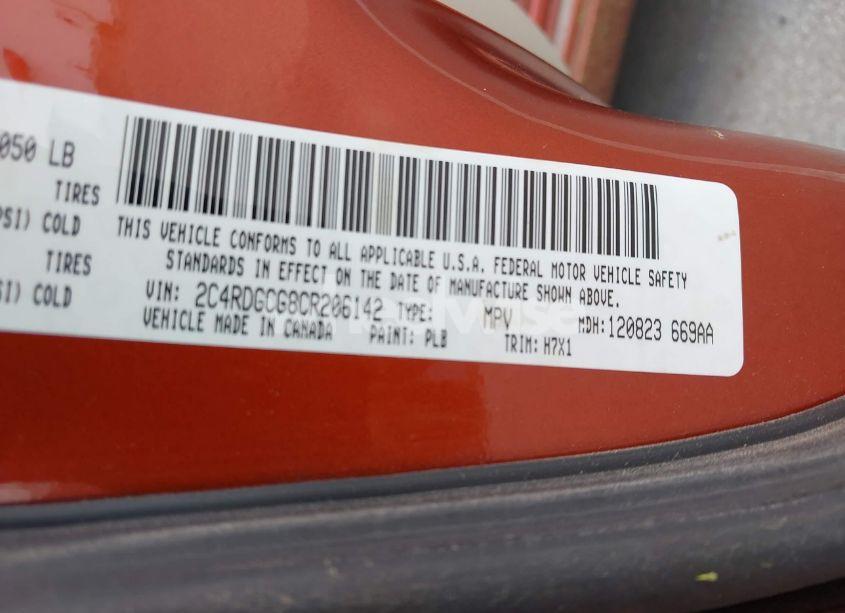 050 LB
TIRES
PSI) COLD
TIRES
SI) COLD
THIS VEHICLE CONFORMS TO ALL APPLICABLE U.S.A. FEDERAL MOTOR VEHICLE SAFETY
STANDARDS IN EFFECT ON THE DATE OF MANUFACTURE SHOWN ABOVE.
VIN: 2C4RDGCG8CR206142 TYPE: MPV MDH:120823 669AA
VEHICLE MADE IN CANADA PAINT: PLB TRIM: H7X1